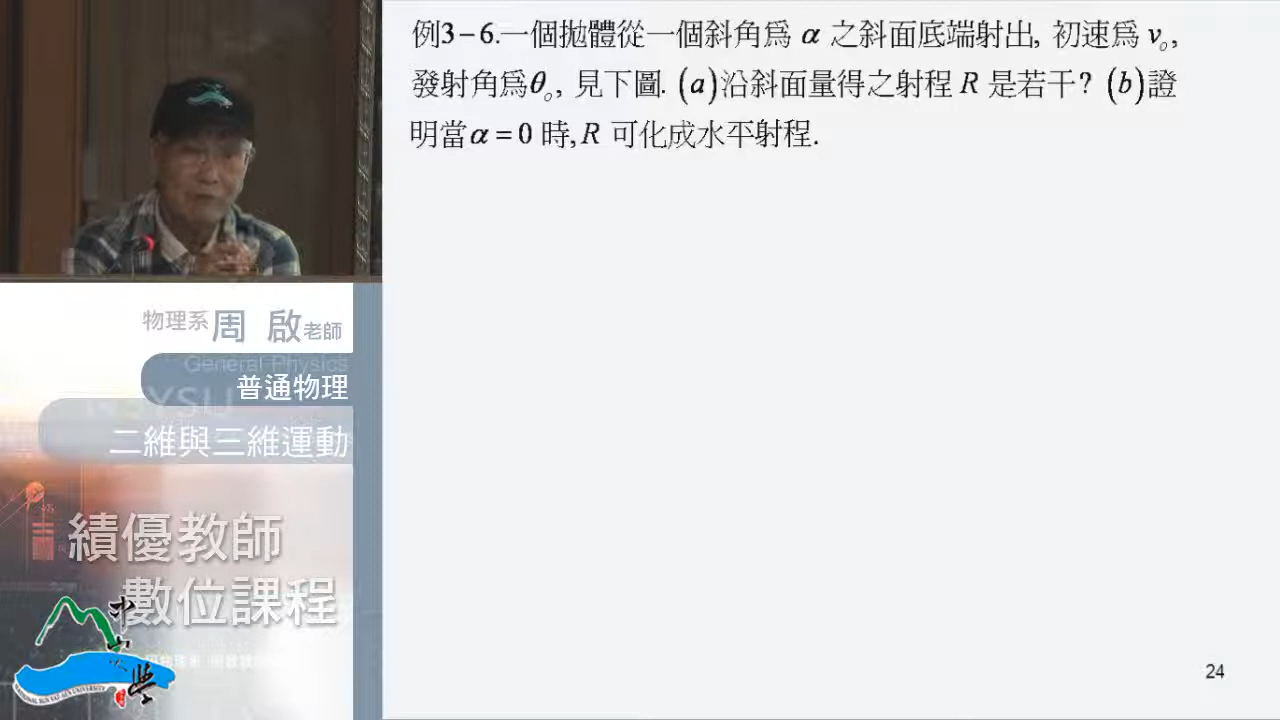 例3-6.一個拋體從一個斜角為 α 之斜面底端射出, 初速為 v₀,
發射角為θ₀, 見下圖. (a)沿斜面量得之射程 R 是若干? (b)證
明當α = 0 時, R 可化成水平射程.
物理系 周 啟 老師
General Physics
普通物理
NSYSU
二維與三維運動
績優教師
數位課程
24